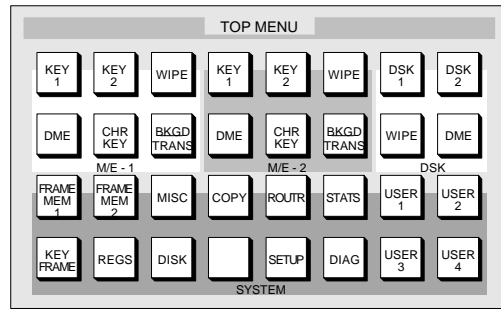 TOP MENU
KEY 1 KEY 2 WIPE KEY 1 KEY 2 WIPE DSK 1 DSK 2
DME CHR KEY BKGD TRANS DME CHR KEY BKGD TRANS WIPE DME
M/E - 1 M/E - 2 DSK
FRAME MEM 1 FRAME MEM 2 MISC COPY ROUTR STATS USER 1 USER 2
KEY FRAME REGS DISK SETUP DIAG USER 3 USER 4
SYSTEM